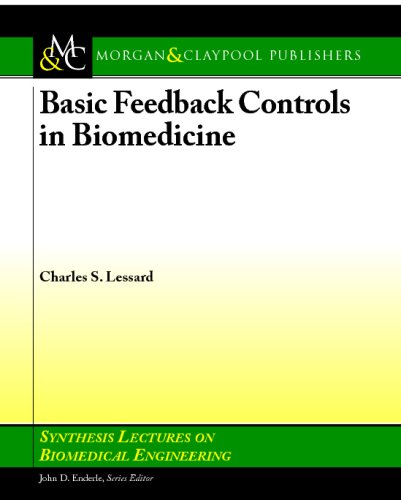 M&C
MORGAN&CLAYPOOL PUBLISHERS
Basic Feedback Controls
in Biomedicine
Charles S. Lessard
SYNTHESIS LECTURES ON
BIOMEDICAL ENGINEERING
John D. Enderle, Series Editor